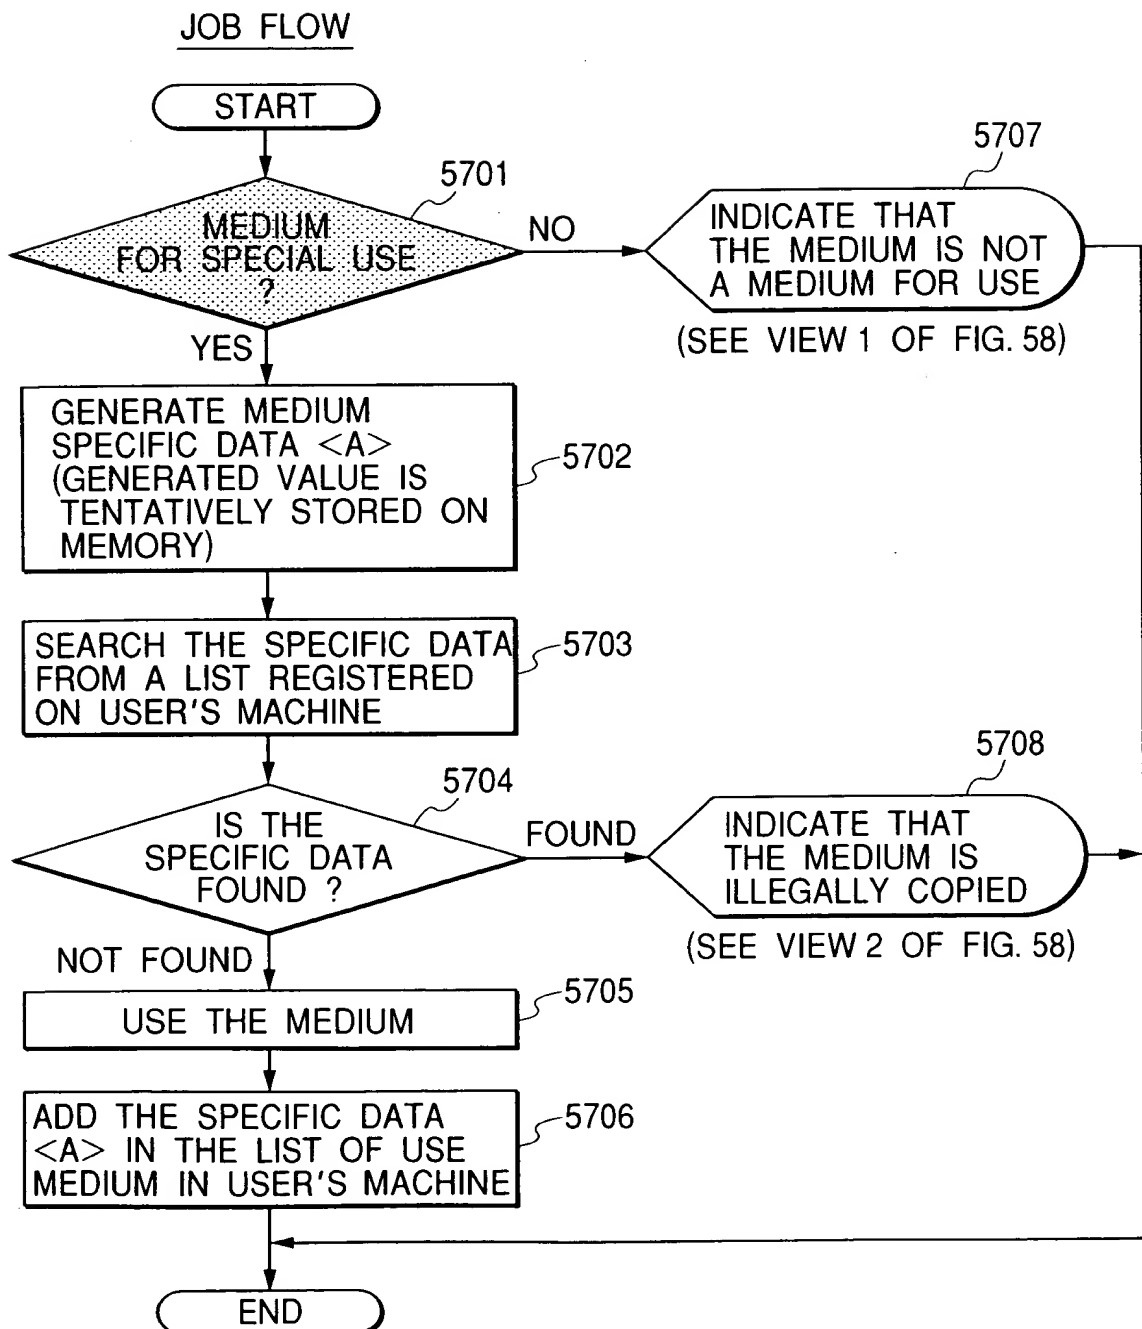 JOB FLOW
START
5701
MEDIUM
FOR SPECIAL USE
?
NO
5707
INDICATE THAT
THE MEDIUM IS NOT
A MEDIUM FOR USE
(SEE VIEW 1 OF FIG. 58)
YES
GENERATE MEDIUM
SPECIFIC DATA <A>
(GENERATED VALUE IS
TENTATIVELY STORED ON
MEMORY)
5702
SEARCH THE SPECIFIC DATA
FROM A LIST REGISTERED
ON USER'S MACHINE
5703
5704
IS THE
SPECIFIC DATA
FOUND ?
FOUND
5708
INDICATE THAT
THE MEDIUM IS
ILLEGALLY COPIED
(SEE VIEW 2 OF FIG. 58)
NOT FOUND
USE THE MEDIUM
5705
ADD THE SPECIFIC DATA
<A> IN THE LIST OF USE
MEDIUM IN USER'S MACHINE
5706
END